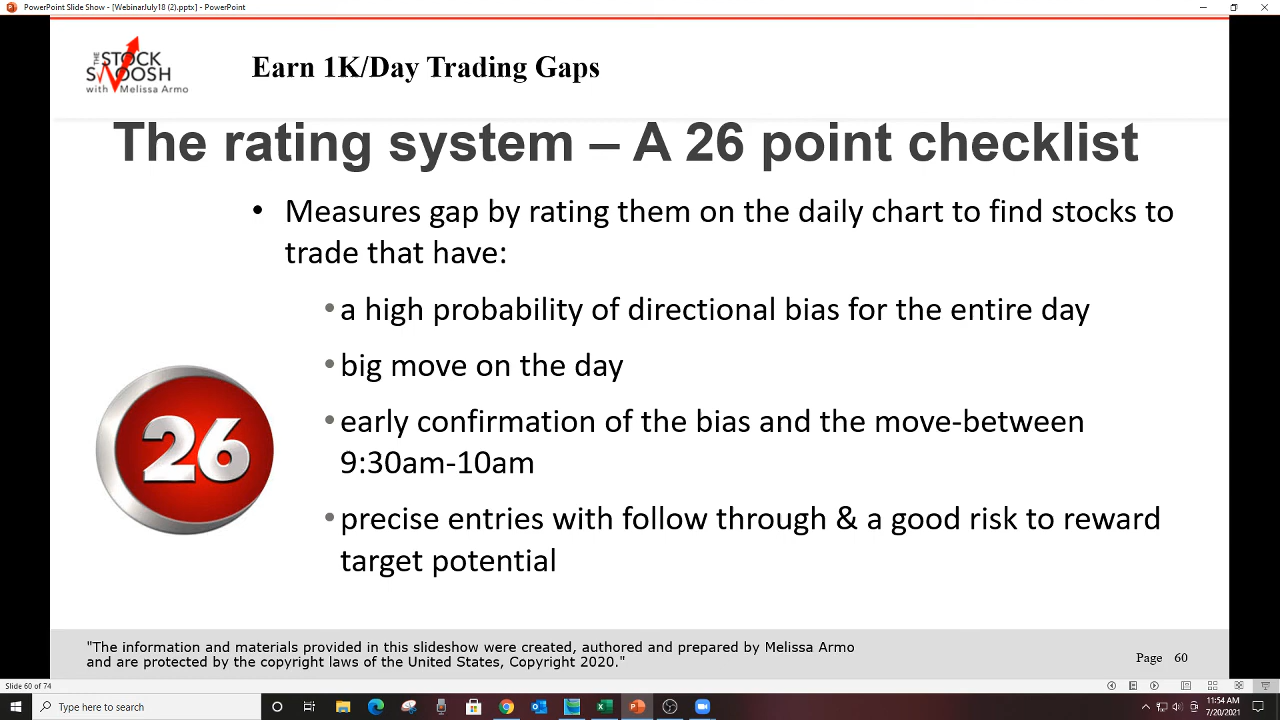 PowerPoint Slide Show - [WebinarJuly18 (2).pptx] - PowerPoint
THE
STOCK
SWOOSH
with Melissa Armo
Earn 1K/Day Trading Gaps
The rating system – A 26 point checklist
• Measures gap by rating them on the daily chart to find stocks to
trade that have:
• a high probability of directional bias for the entire day
• big move on the day
• early confirmation of the bias and the move-between
9:30am-10am
• precise entries with follow through & a good risk to reward
target potential
26
"The information and materials provided in this slideshow were created, authored and prepared by Melissa Armo
and are protected by the copyright laws of the United States, Copyright 2020."
Page 60
Slide 60 of 74
Type here to search
11:54 AM
7/20/2021